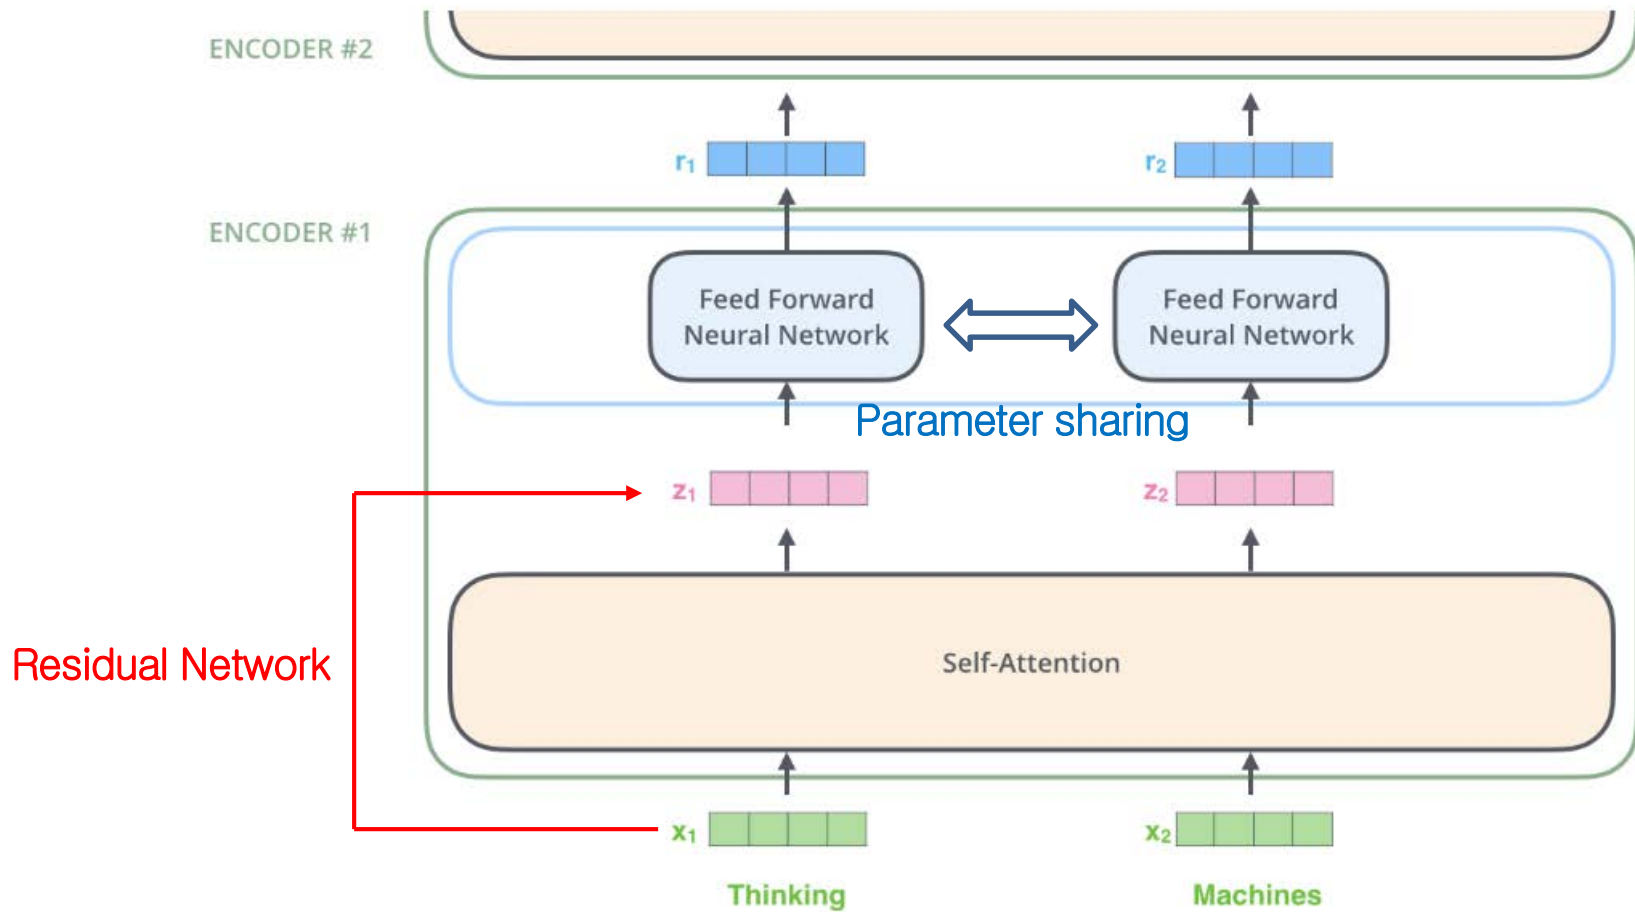 ENCODER #2
r₁
r₂
ENCODER #1
Feed Forward
Neural Network
Feed Forward
Neural Network
Parameter sharing
z₁
z₂
Residual Network
Self-Attention
x₁
x₂
Thinking
Machines